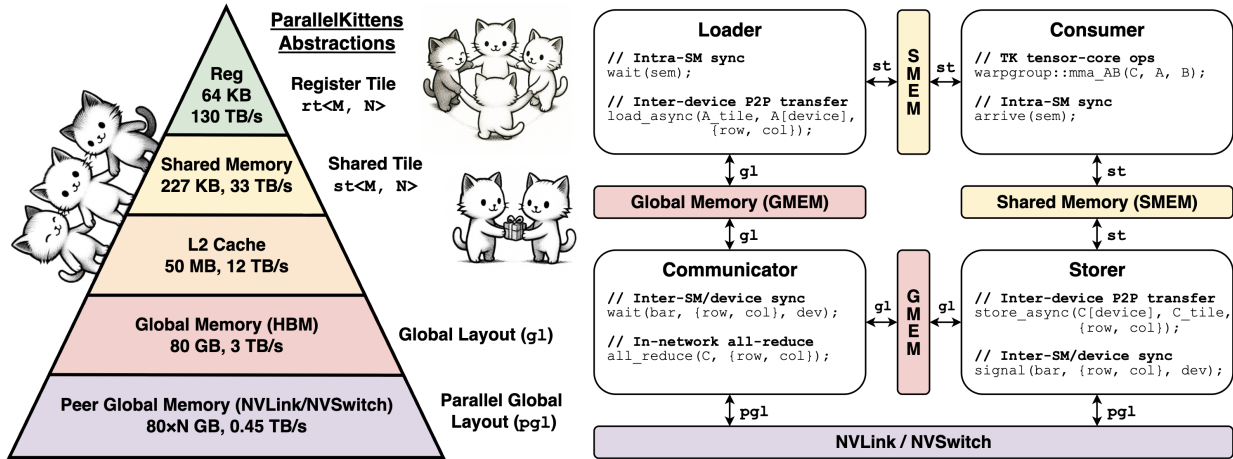 ParallelKittens
Abstractions
Reg
64 KB
130 TB/s
Register Tile
rt<M, N>
Shared Memory
227 KB, 33 TB/s
Shared Tile
st<M, N>
L2 Cache
50 MB, 12 TB/s
Global Memory (HBM)
80 GB, 3 TB/s
Global Layout (gl)
Peer Global Memory (NVLink/NVSwitch)
80×N GB, 0.45 TB/s
Parallel Global
Layout (pgl)
Loader
// Intra-SM sync
wait(sem);
// Inter-device P2P transfer
load_async(A_tile, A[device],
{row, col});
st
SMEM
st
Consumer
// TK tensor-core ops
warpgroup::mma_AB(C, A, B);
// Intra-SM sync
arrive(sem);
gl
st
Global Memory (GMEM)
Shared Memory (SMEM)
gl
st
Communicator
// Inter-SM/device sync
wait(bar, {row, col}, dev);
// In-network all-reduce
all_reduce(C, {row, col});
gl
GMEM
gl
Storer
// Inter-device P2P transfer
store_async(C[device], C_tile,
{row, col});
// Inter-SM/device sync
signal(bar, {row, col}, dev);
pgl
pgl
NVLink / NVSwitch